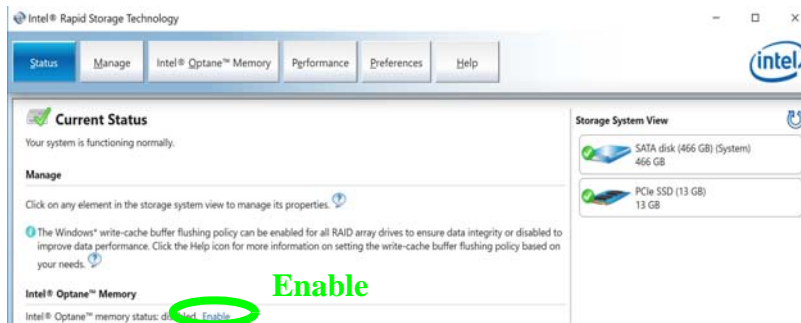 Intel® Rapid Storage Technology
Status
Manage
Intel® Optane™ Memory
Performance
Preferences
Help
intel
Current Status
Your system is functioning normally.
Manage
Click on any element in the storage system view to manage its properties.
The Windows* write-cache buffer flushing policy can be enabled for all RAID array drives to ensure data integrity or disabled to
improve data performance. Click the Help icon for more information on setting the write-cache buffer flushing policy based on
your needs.
Enable
Intel® Optane™ Memory
Intel® Optane™ memory status: disabled. Enable
Storage System View
SATA disk (466 GB) (System)
466 GB
PCIe SSD (13 GB)
13 GB